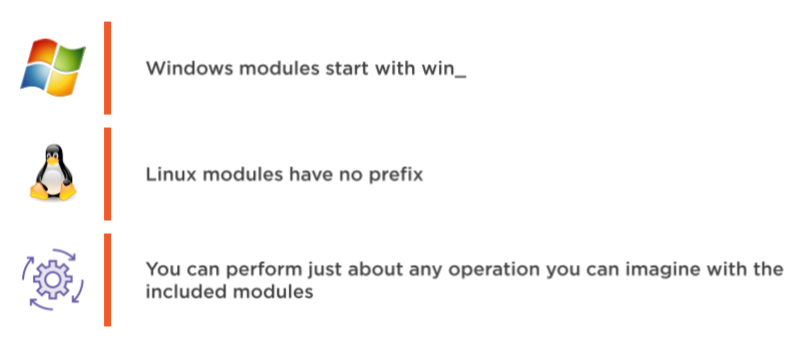 Windows modules start with win_
Linux modules have no prefix
You can perform just about any operation you can imagine with the
included modules